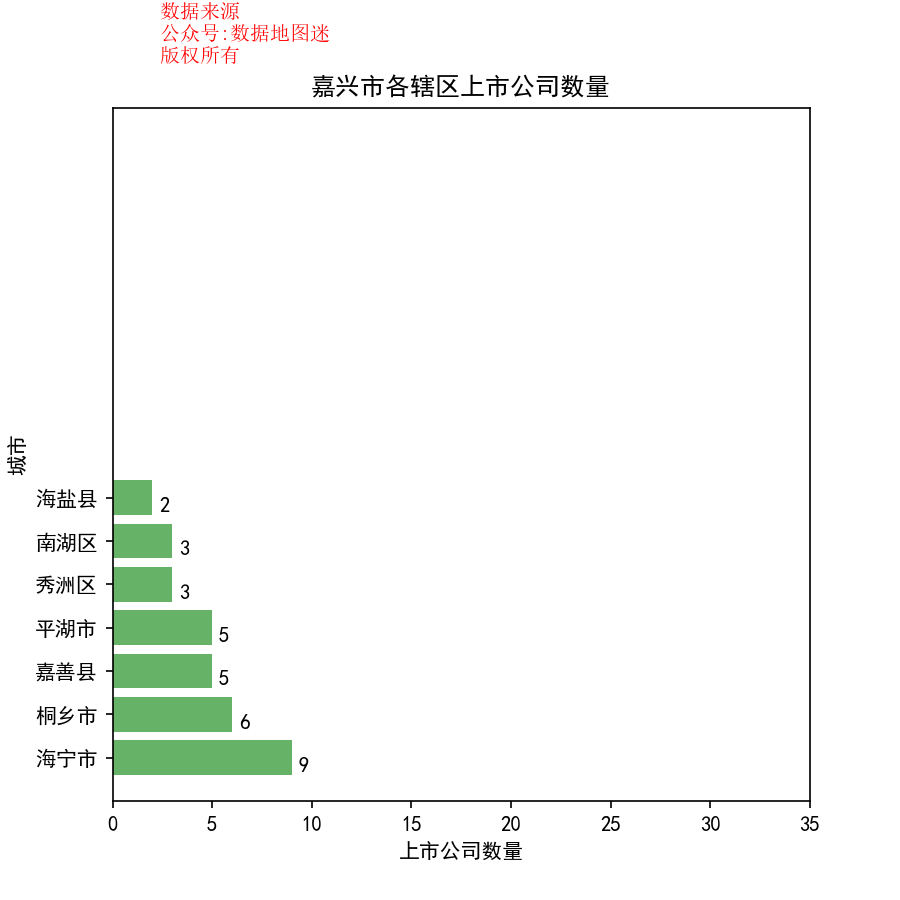 数据来源
公众号:数据地图迷
版权所有
嘉兴市各辖区上市公司数量
城市
海盐县 2
南湖区 3
秀洲区 3
平湖市 5
嘉善县 5
桐乡市 6
海宁市 9
0 5 10 15 20 25 30 35
上市公司数量